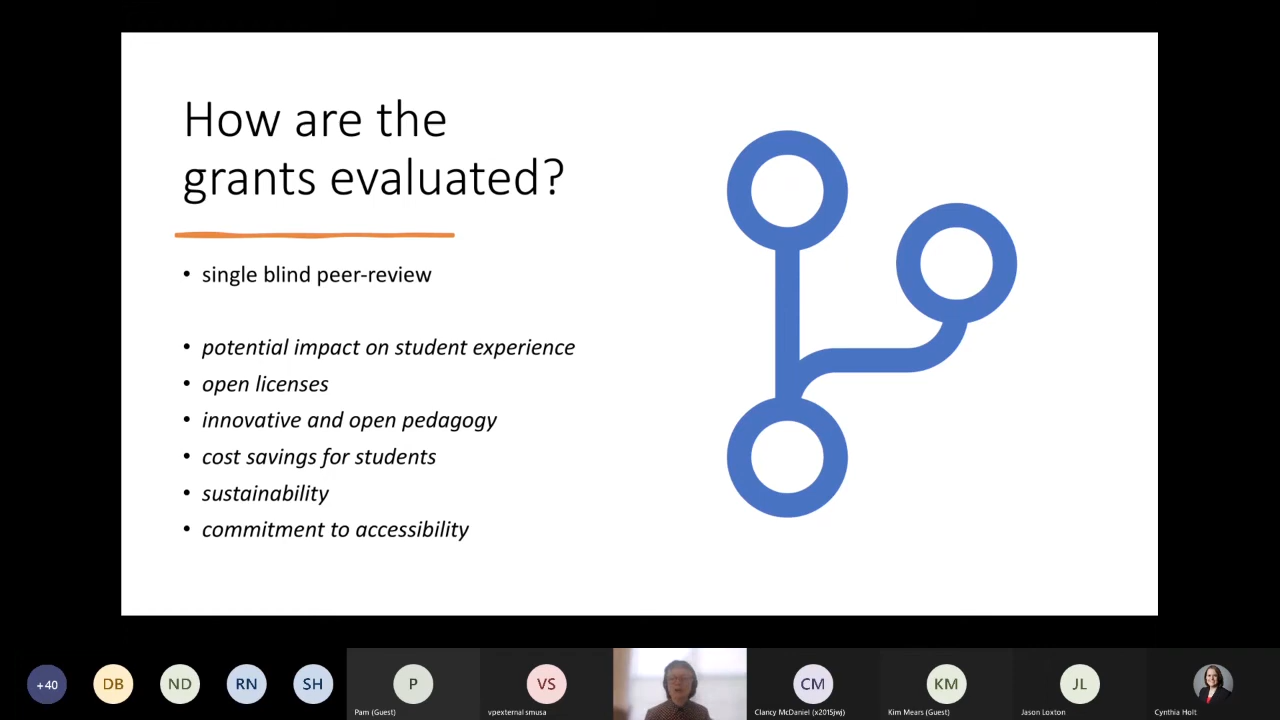 How are the
grants evaluated?
• single blind peer-review
• potential impact on student experience
• open licenses
• innovative and open pedagogy
• cost savings for students
• sustainability
• commitment to accessibility
+40
DB
ND
RN
SH
P
VS
CM
KM
JL
Pam (Guest)
vpexternal smusa
Clancy McDaniel (x2015jwj)
Kim Mears (Guest)
Jason Loxton
Cynthia Holt